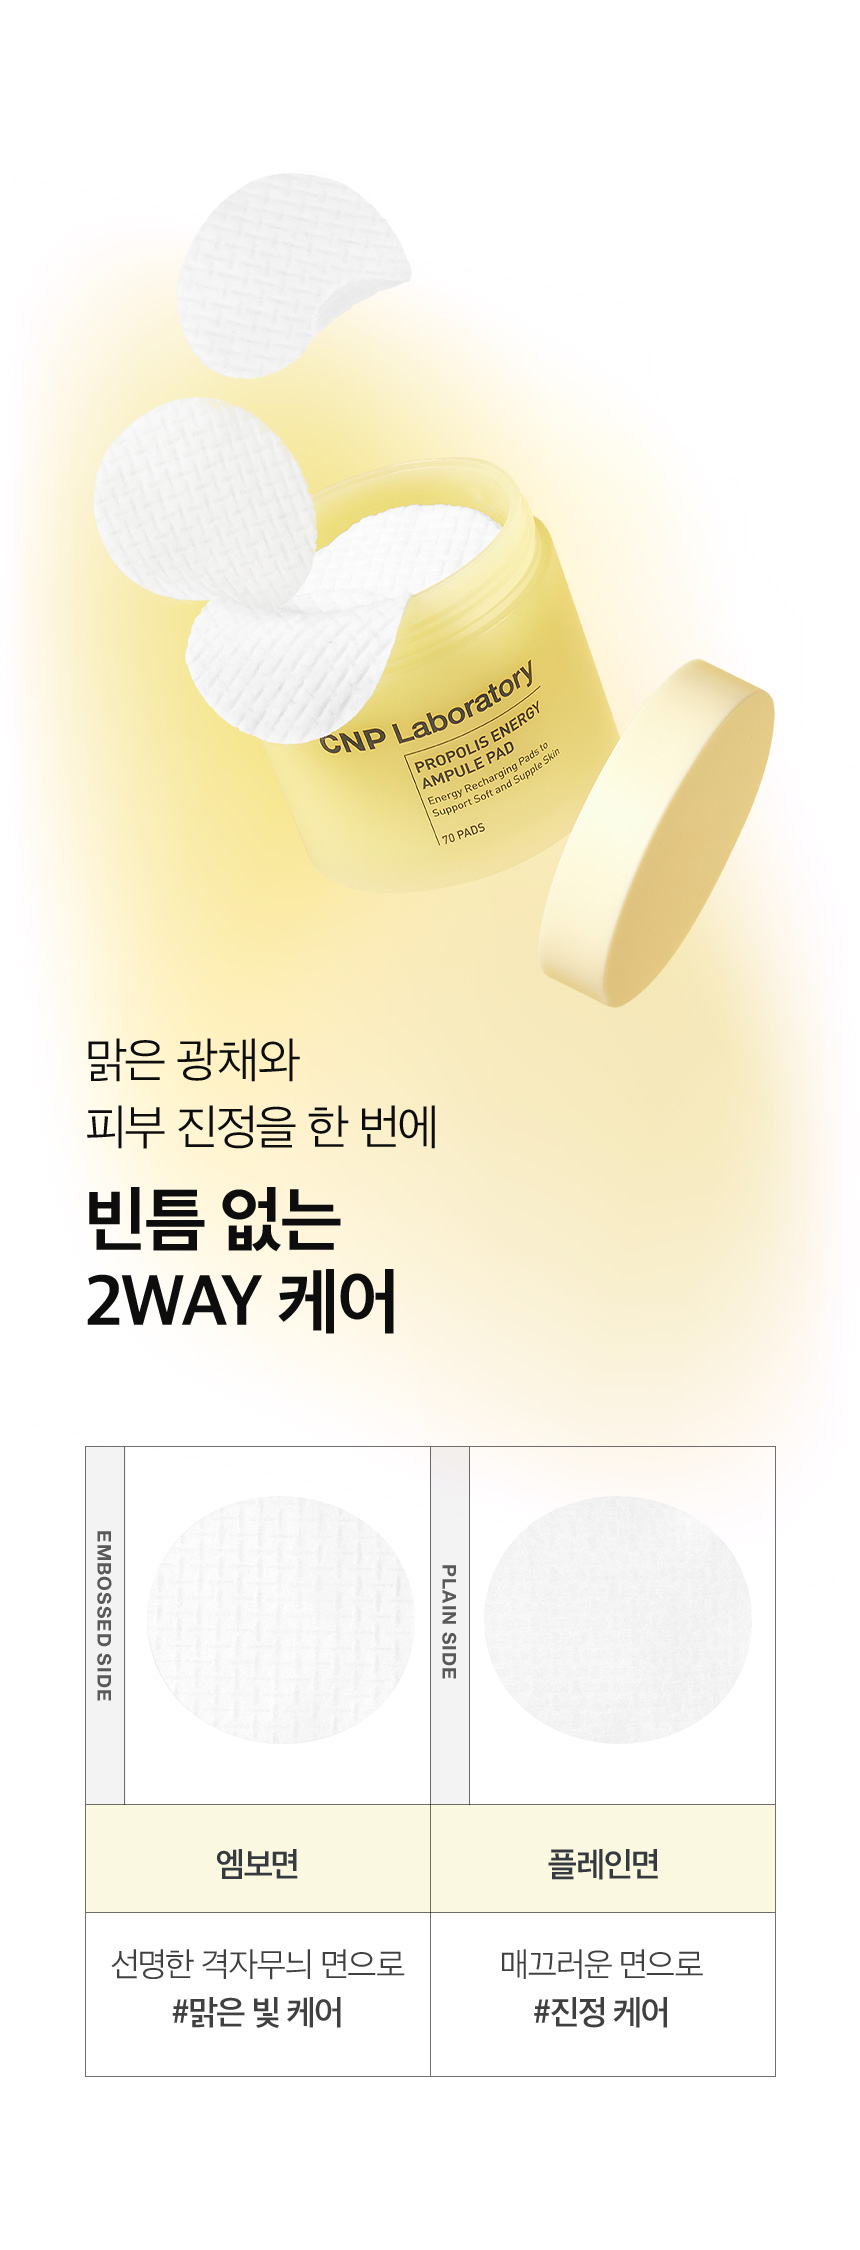 CNP Laboratory
PROPOLIS ENERGY
AMPULE PAD
Energy Recharging Pads to
Support Soft and Supple Skin
70 PADS
맑은 광채와
피부 진정을 한 번에
빈틈 없는
2WAY 케어
EMBOSSED SIDE
PLAIN SIDE
엠보면
플레인면
선명한 격자무늬 면으로
#맑은 빛 케어
매끄러운 면으로
#진정 케어